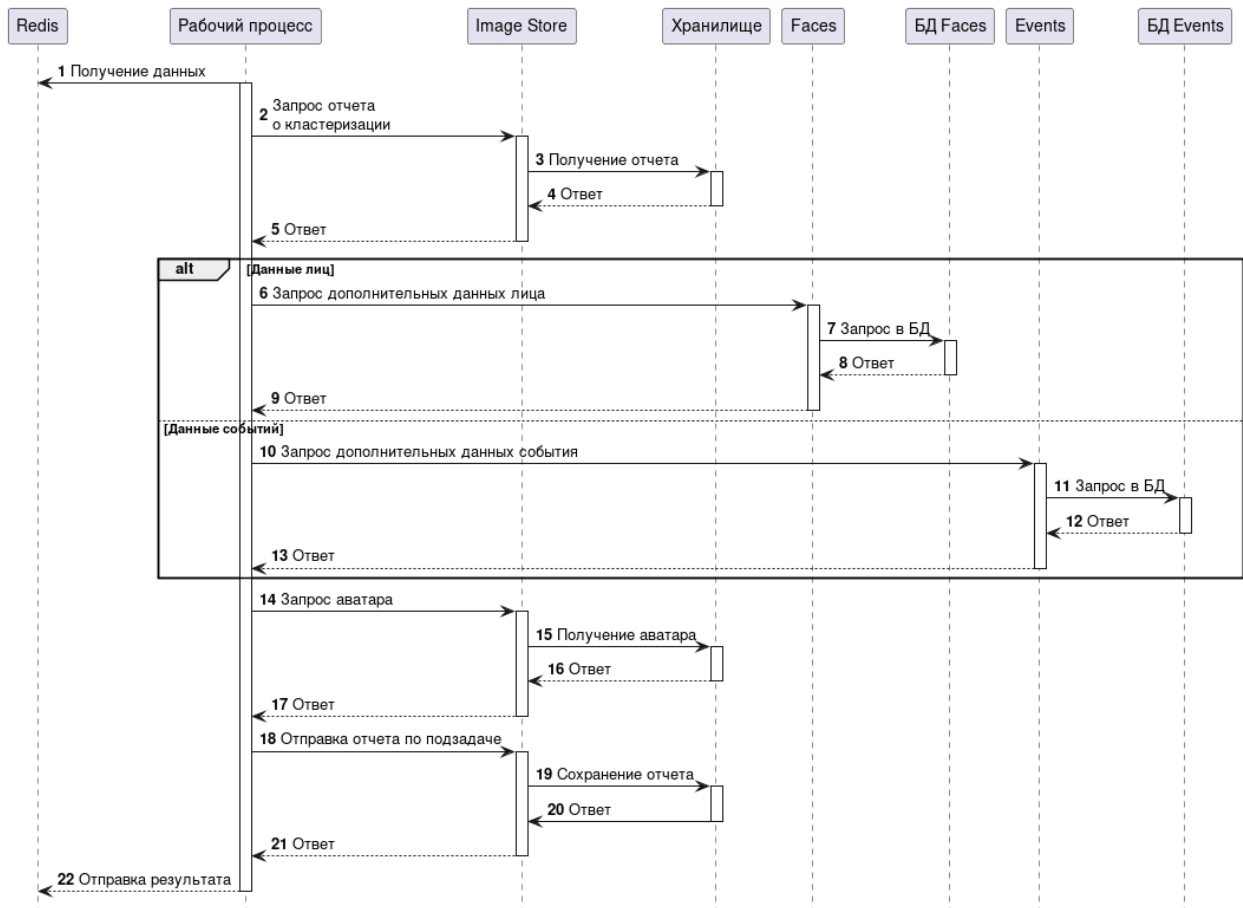 Redis
Рабочий процесс
Image Store
Хранилище
Faces
БД Faces
Events
БД Events
1 Получение данных
2 Запрос отчета
о кластеризации
3 Получение отчета
4 Ответ
5 Ответ
alt [Данные лиц]
6 Запрос дополнительных данных лица
7 Запрос в БД
8 Ответ
9 Ответ
[Данные событий]
10 Запрос дополнительных данных события
11 Запрос в БД
12 Ответ
13 Ответ
14 Запрос аватара
15 Получение аватара
16 Ответ
17 Ответ
18 Отправка отчета по подзадаче
19 Сохранение отчета
20 Ответ
21 Ответ
22 Отправка результата